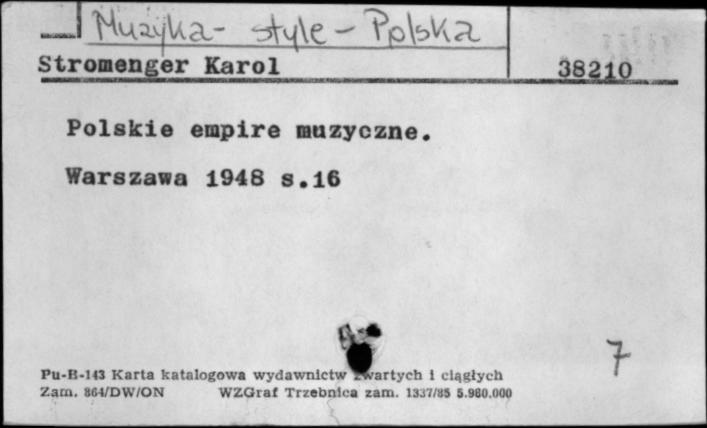 Muzyka - style - Polska
Stromenger Karol 38210
Polskie empire muzyczne.
Warszawa 1948 s.16
7
Pu-B-143 Karta katalogowa wydawnictw zwartych i ciągłych
Zam. 864/DW/ON WZGraf Trzebnica zam. 1337/85 5.980.000